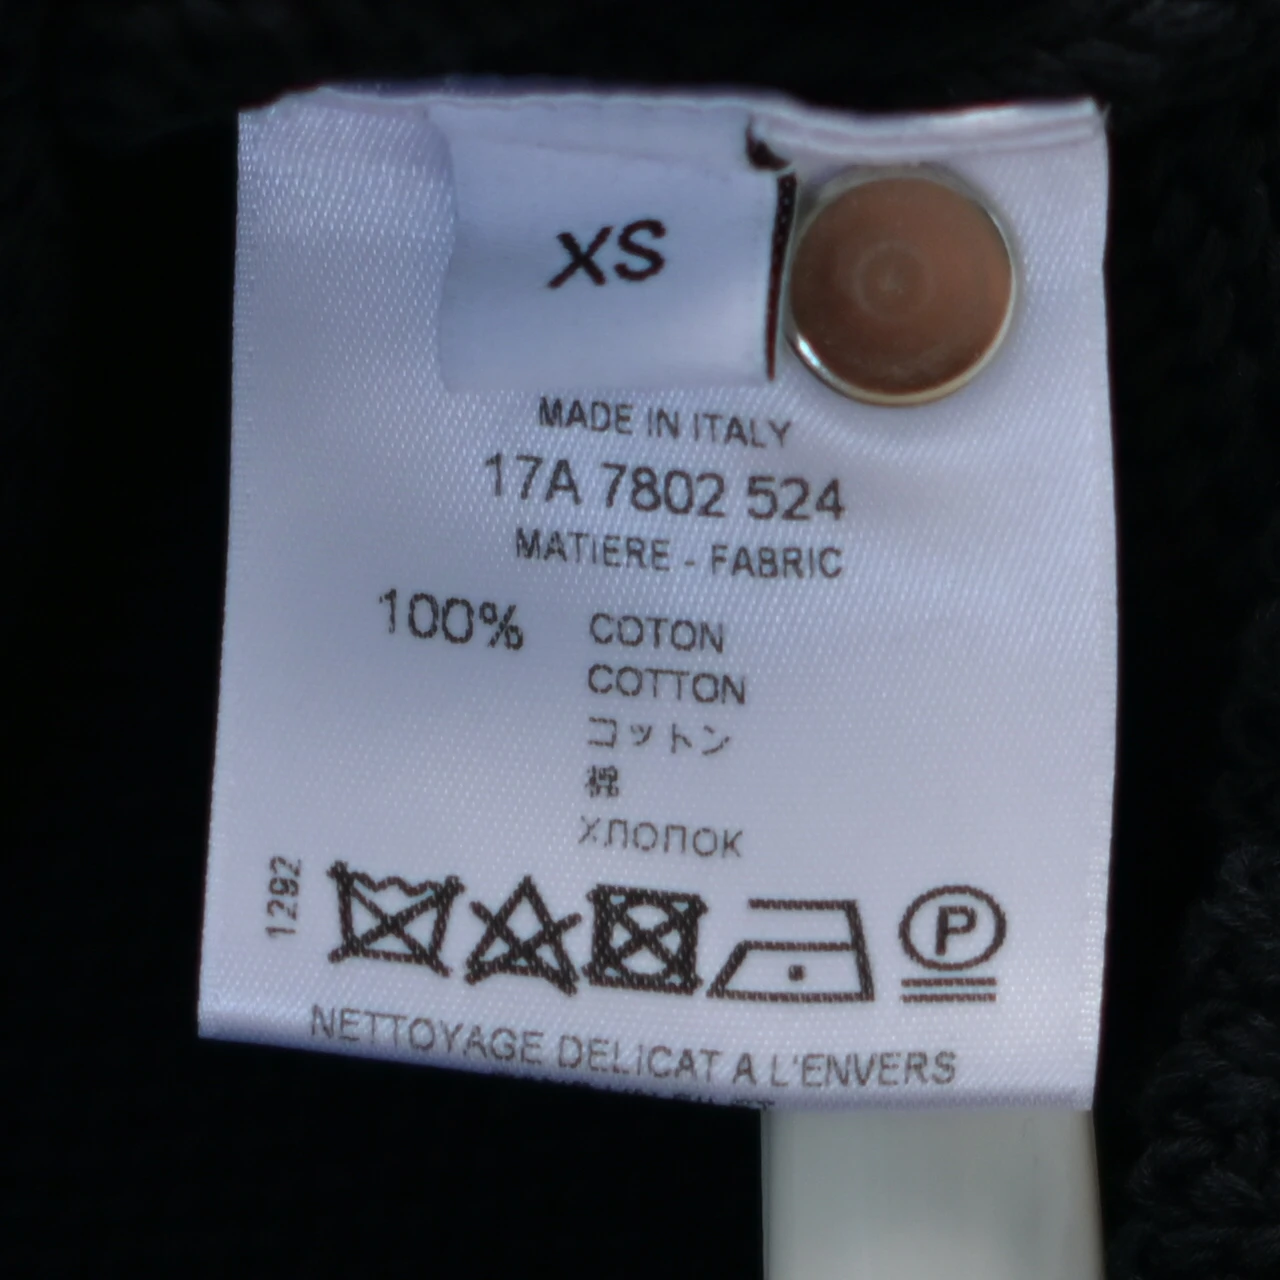 XS
MADE IN ITALY
17A 7802 524
MATIERE - FABRIC
100% COTON
COTTON
コットン
棉
ХЛОПОК
1292
P
NETTOYAGE DELICAT A L'ENVERS